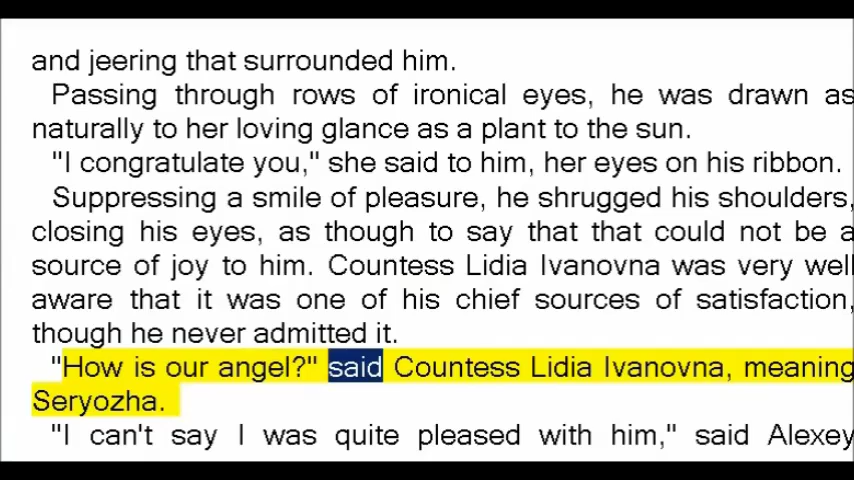 and jeering that surrounded him.
Passing through rows of ironical eyes, he was drawn as
naturally to her loving glance as a plant to the sun.
"I congratulate you," she said to him, her eyes on his ribbon.
Suppressing a smile of pleasure, he shrugged his shoulders,
closing his eyes, as though to say that that could not be a
source of joy to him. Countess Lidia Ivanovna was very well
aware that it was one of his chief sources of satisfaction,
though he never admitted it.
"How is our angel?" said Countess Lidia Ivanovna, meaning
Seryozha.
"I can't say I was quite pleased with him," said Alexey